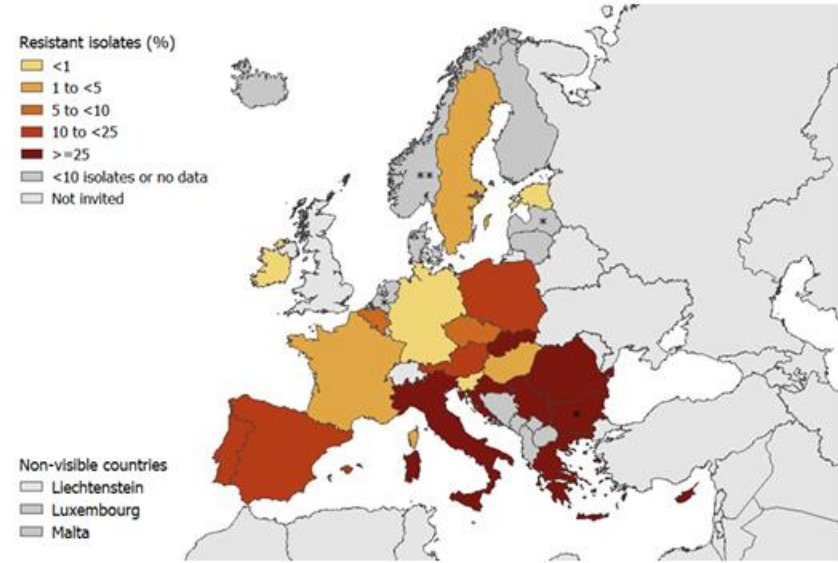 Resistant isolates (%)
<1
1 to <5
5 to <10
10 to <25
>=25
<10 isolates or no data
Not invited
**
*
*
*
Non-visible countries
Liechtenstein
Luxembourg
Malta